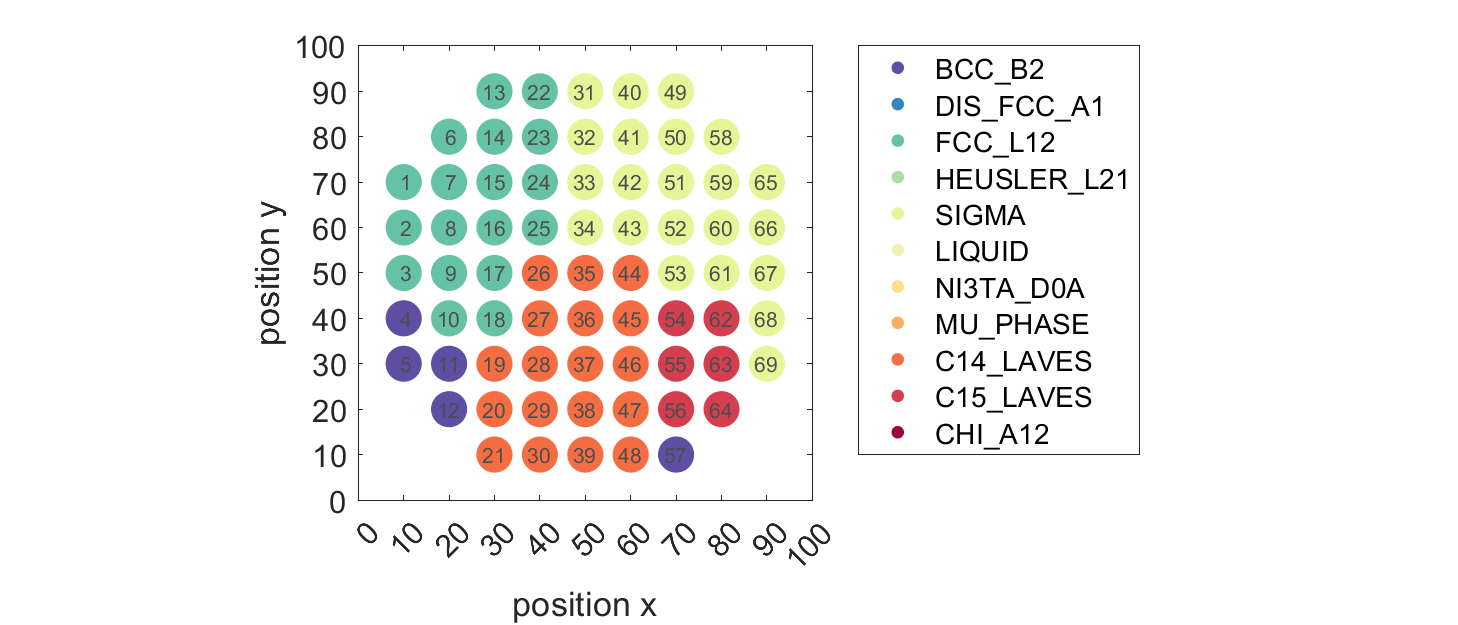 100
90
80
70
60
50
40
30
20
10
0
position y
13 22 31 40 49
6 14 23 32 41 50 58
1 7 15 24 33 42 51 59 65
2 8 16 25 34 43 52 60 66
3 9 17 26 35 44 53 61 67
4 10 18 27 36 45 54 62 68
5 11 19 28 37 46 55 63 69
12 20 29 38 47 56 64
21 30 39 48 57
0 10 20 30 40 50 60 70 80 90 100
position x
BCC_B2
DIS_FCC_A1
FCC_L12
HEUSLER_L21
SIGMA
LIQUID
NI3TA_D0A
MU_PHASE
C14_LAVES
C15_LAVES
CHI_A12